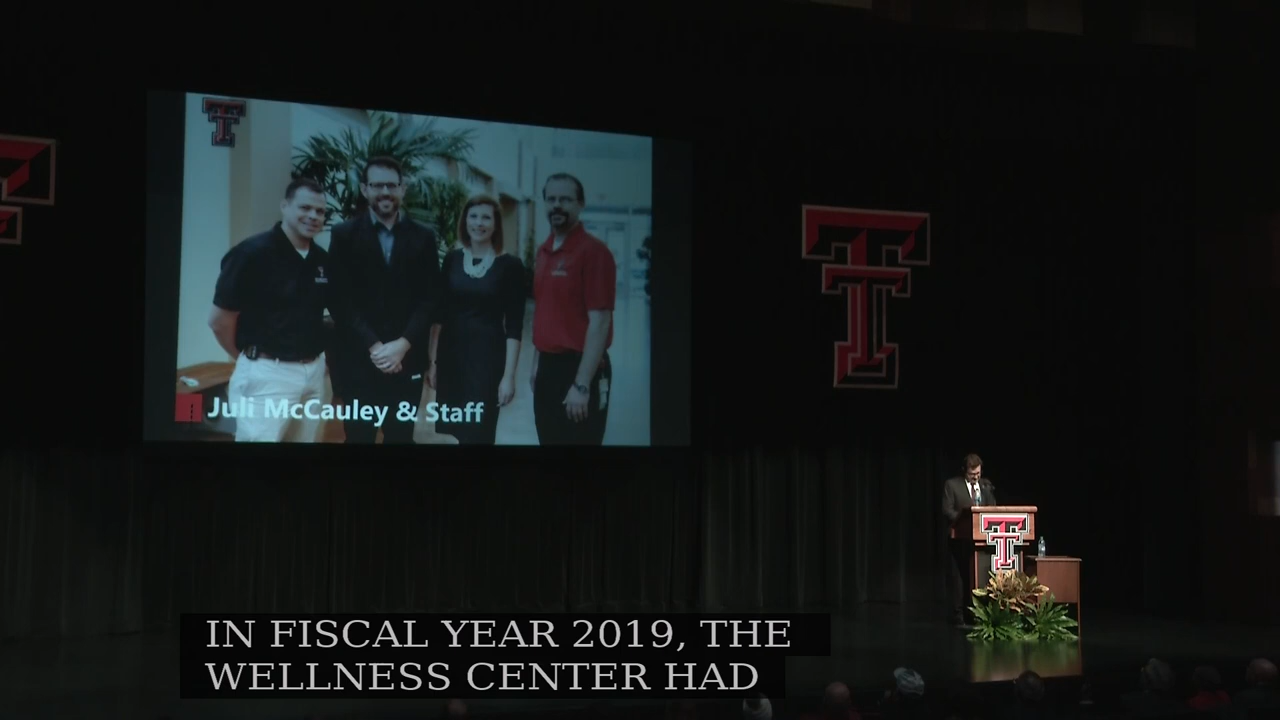 Juli McCauley & Staff
IN FISCAL YEAR 2019, THE
WELLNESS CENTER HAD